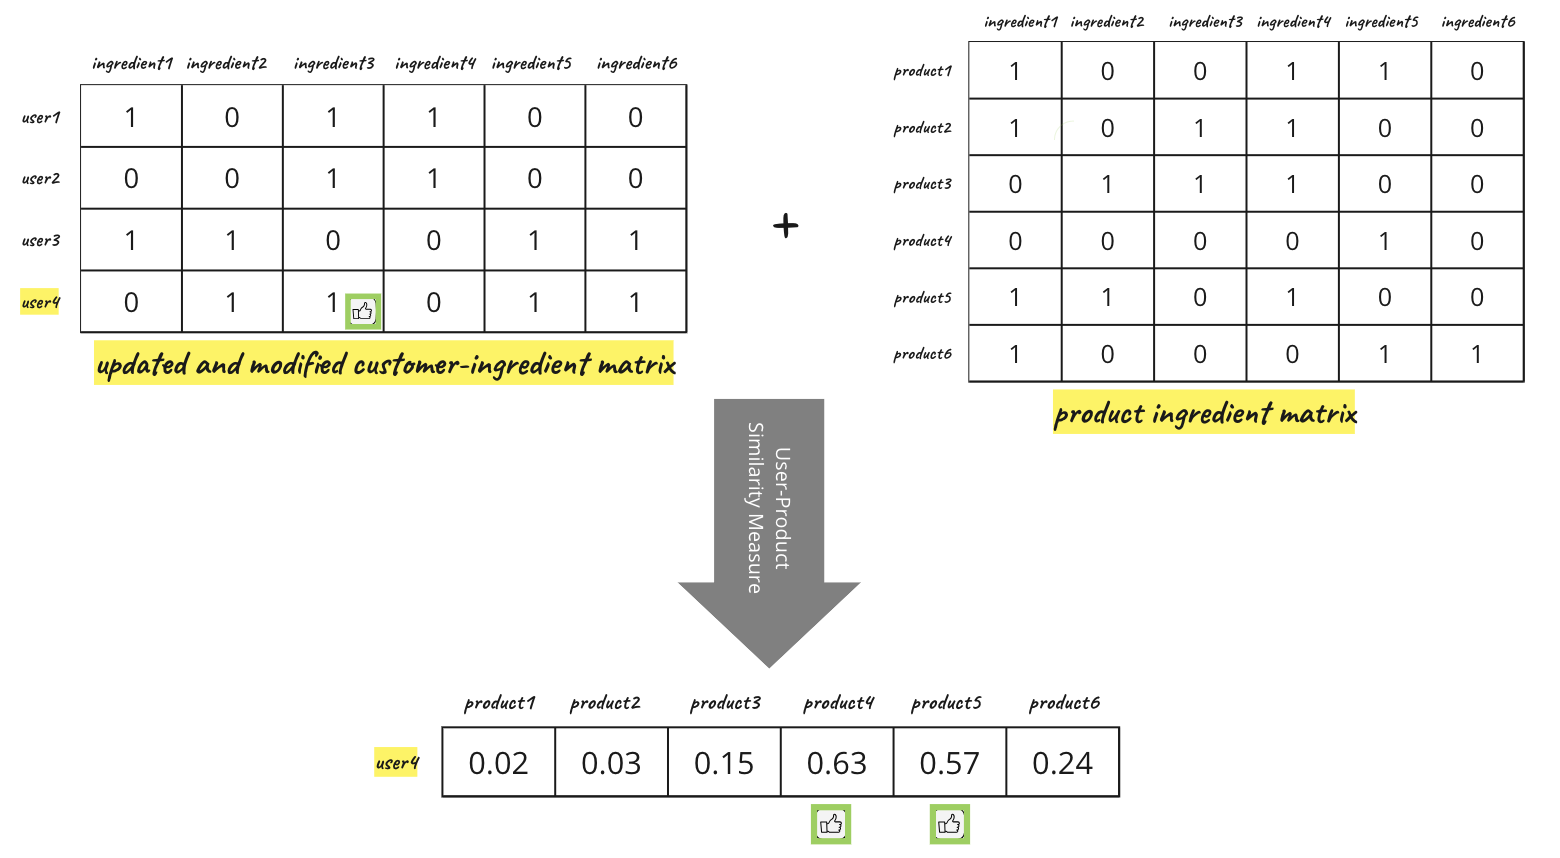 ingredient1 ingredient2 ingredient3 ingredient4 ingredient5 ingredient6
user1 1 0 1 1 0 0
user2 0 0 1 1 0 0
user3 1 1 0 0 1 1
user4 0 1 1 0 1 1
updated and modified customer-ingredient matrix
+
ingredient1 ingredient2 ingredient3 ingredient4 ingredient5 ingredient6
product1 1 0 0 1 1 0
product2 1 0 1 1 0 0
product3 0 1 1 1 0 0
product4 0 0 0 0 1 0
product5 1 1 0 1 0 0
product6 1 0 0 0 1 1
product ingredient matrix
User-Product
Similarity Measure
product1 product2 product3 product4 product5 product6
user4 0.02 0.03 0.15 0.63 0.57 0.24